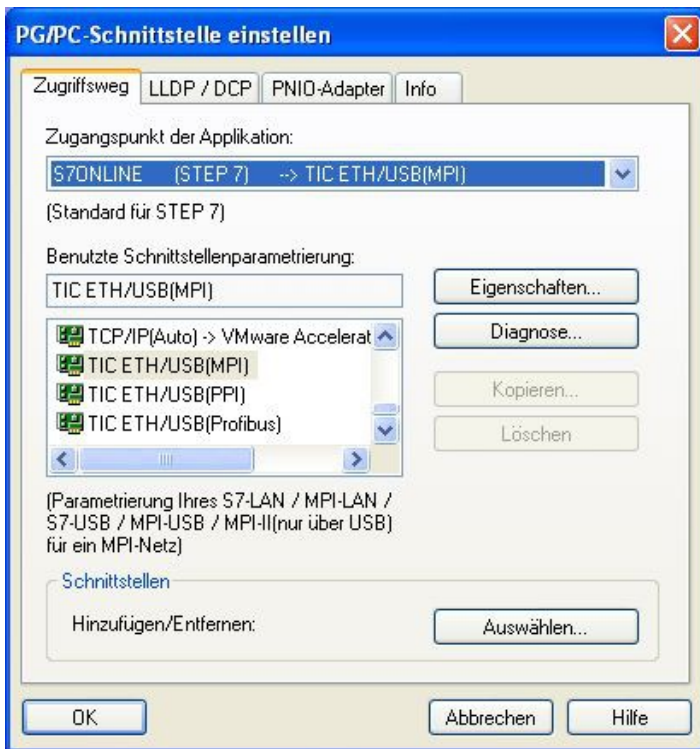 PG/PC-Schnittstelle einstellen
Zugriffsweg LLDP / DCP PNIO-Adapter Info
Zugangspunkt der Applikation:
S7ONLINE (STEP 7) --> TIC ETH/USB(MPI)
(Standard für STEP 7)
Benutzte Schnittstellenparametrierung:
TIC ETH/USB(MPI)
Eigenschaften...
Diagnose...
TCP/IP(Auto) -> VMware Accelerat
TIC ETH/USB(MPI)
TIC ETH/USB(PPI)
TIC ETH/USB(Profibus)
Kopieren...
Löschen
(Parametrierung Ihres S7-LAN / MPI-LAN /
S7-USB / MPI-USB / MPI-II(nur über USB)
für ein MPI-Netz)
Schnittstellen
Hinzufügen/Entfernen:
Auswählen...
OK
Abbrechen
Hilfe